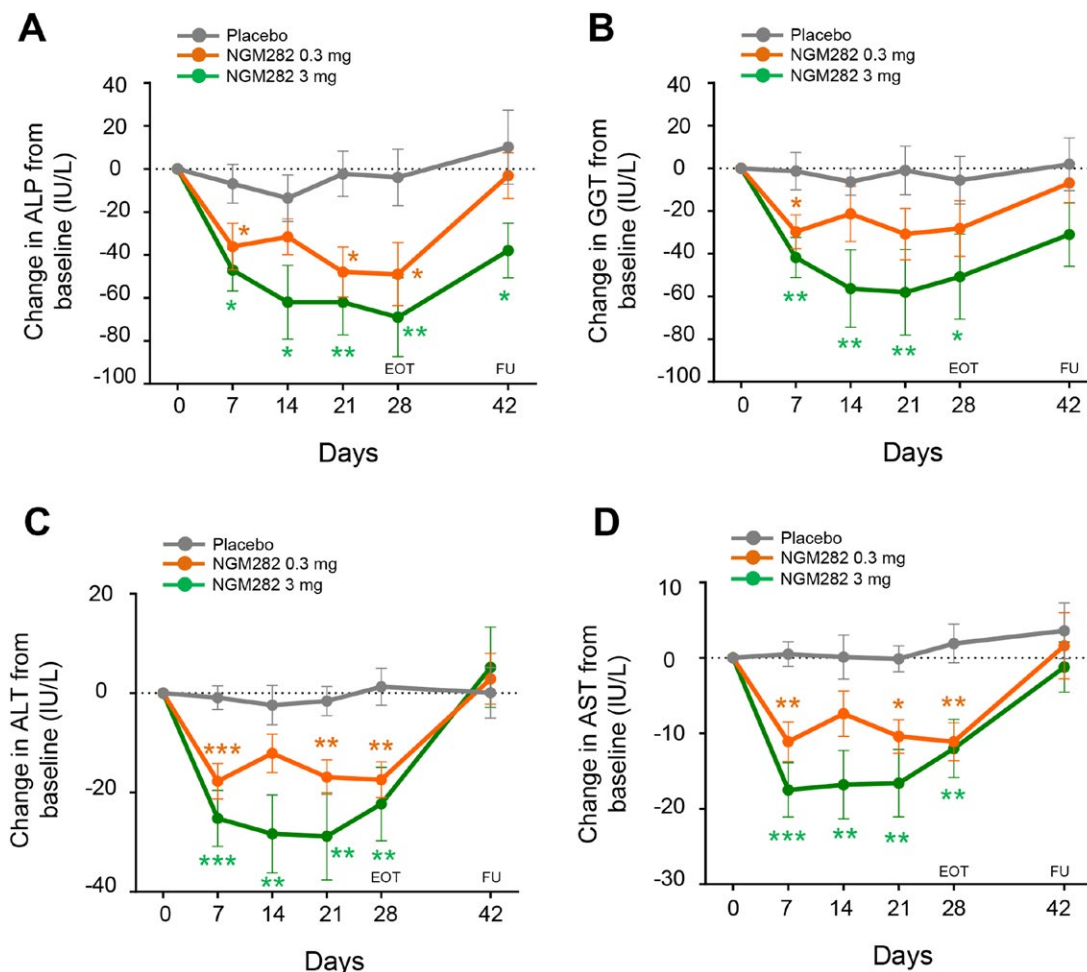 A
Placebo
NGM282 0.3 mg
NGM282 3 mg
Change in ALP from
baseline (IU/L)
40
20
0
-20
-40
-60
-80
-100
*
*
*
*
*
**
**
*
EOT
FU
0 7 14 21 28 42
Days
B
Placebo
NGM282 0.3 mg
NGM282 3 mg
Change in GGT from
baseline (IU/L)
40
20
0
-20
-40
-60
-80
-100
*
**
**
**
*
EOT
FU
0 7 14 21 28 42
Days
C
Placebo
NGM282 0.3 mg
NGM282 3 mg
Change in ALT from
baseline (IU/L)
20
0
-20
-40
***
**
**
***
**
**
**
EOT
FU
0 7 14 21 28 42
Days
D
Placebo
NGM282 0.3 mg
NGM282 3 mg
Change in AST from
baseline (IU/L)
10
0
-10
-20
-30
**
*
**
***
**
**
**
EOT
FU
0 7 14 21 28 42
Days